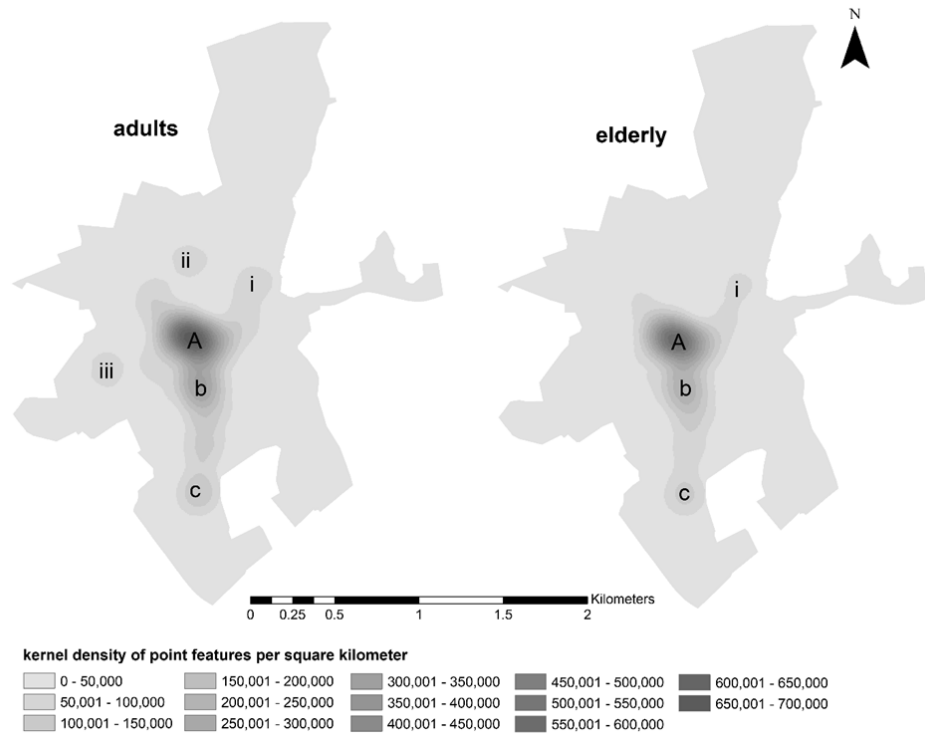 N
adults
elderly
ii
i
i
A
A
iii
b
b
c
c
Kilometers
0 0.25 0.5 1 1.5 2
kernel density of point features per square kilometer
0 - 50,000 150,001 - 200,000 300,001 - 350,000 450,001 - 500,000 600,001 - 650,000
50,001 - 100,000 200,001 - 250,000 350,001 - 400,000 500,001 - 550,000 650,001 - 700,000
100,001 - 150,000 250,001 - 300,000 400,001 - 450,000 550,001 - 600,000